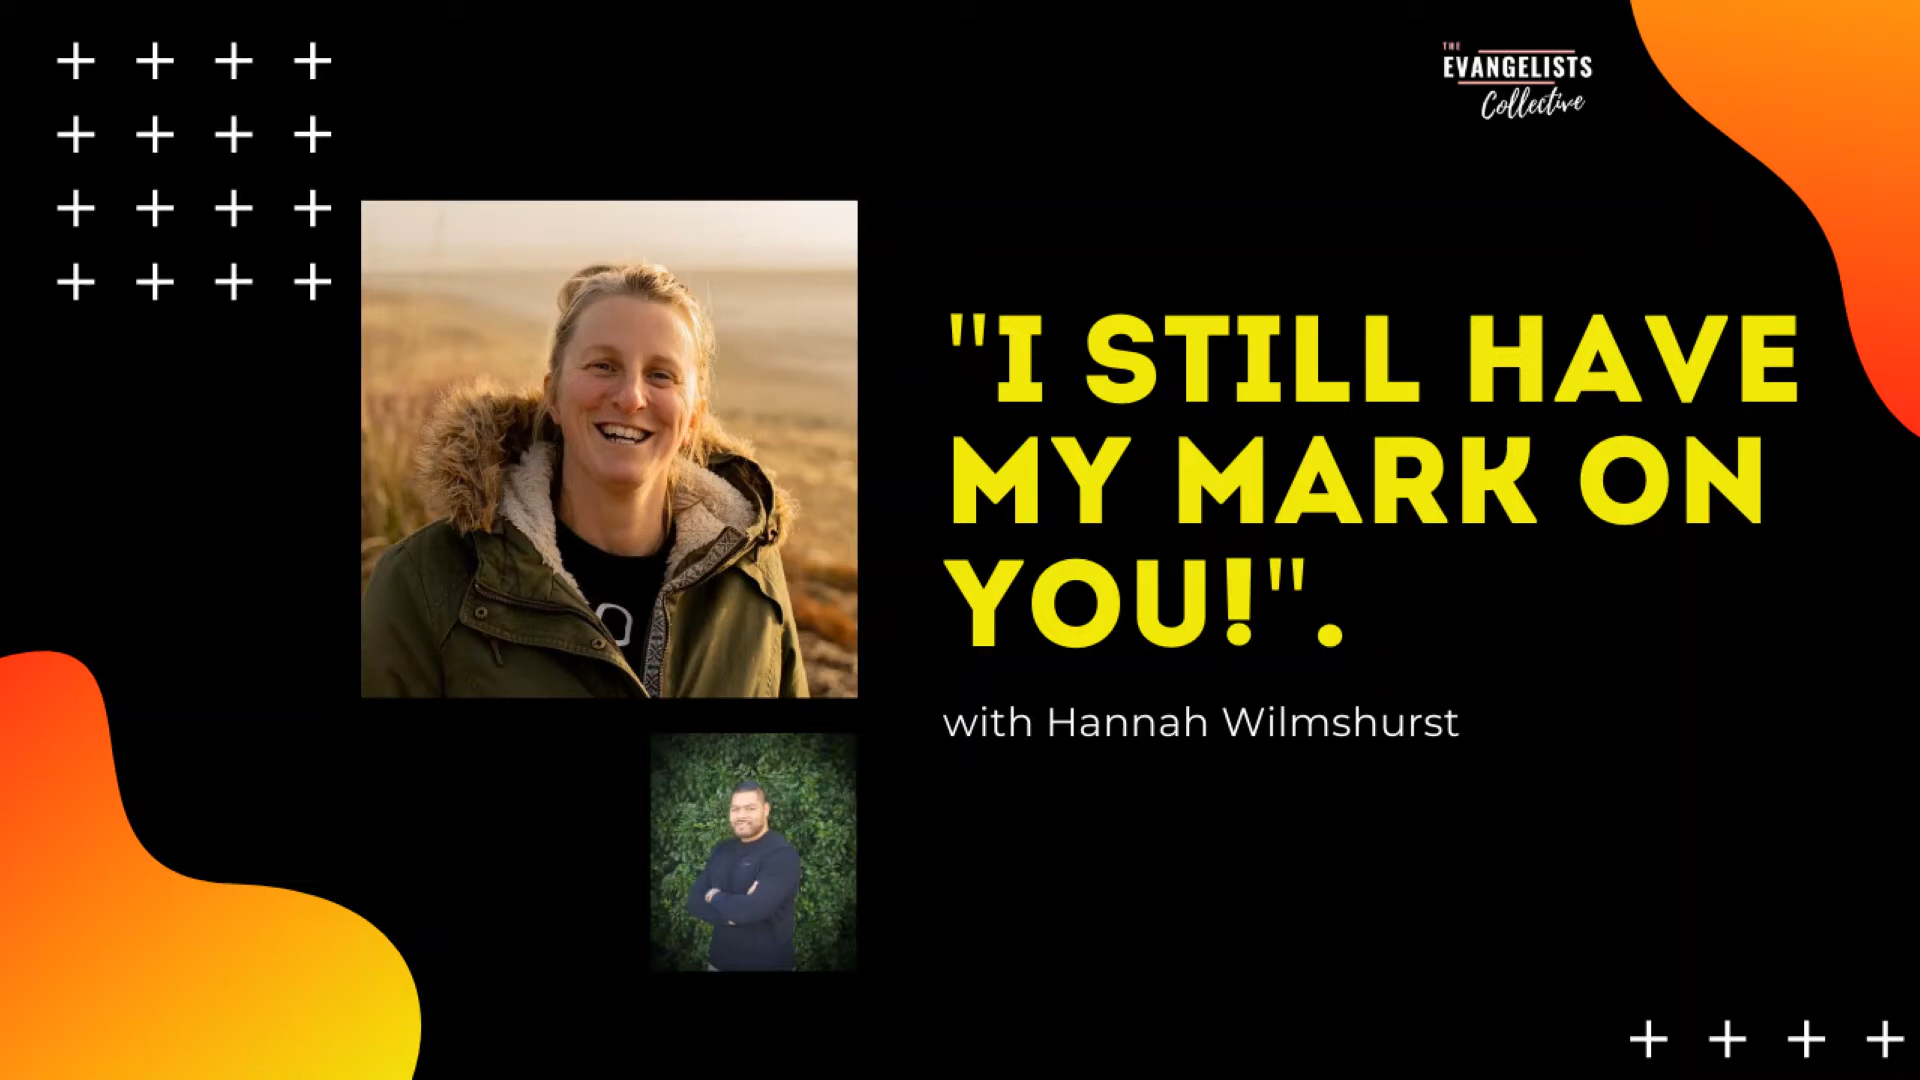 THE
EVANGELISTS
Collective
"I STILL HAVE
MY MARK ON
YOU!".
with Hannah Wilmshurst